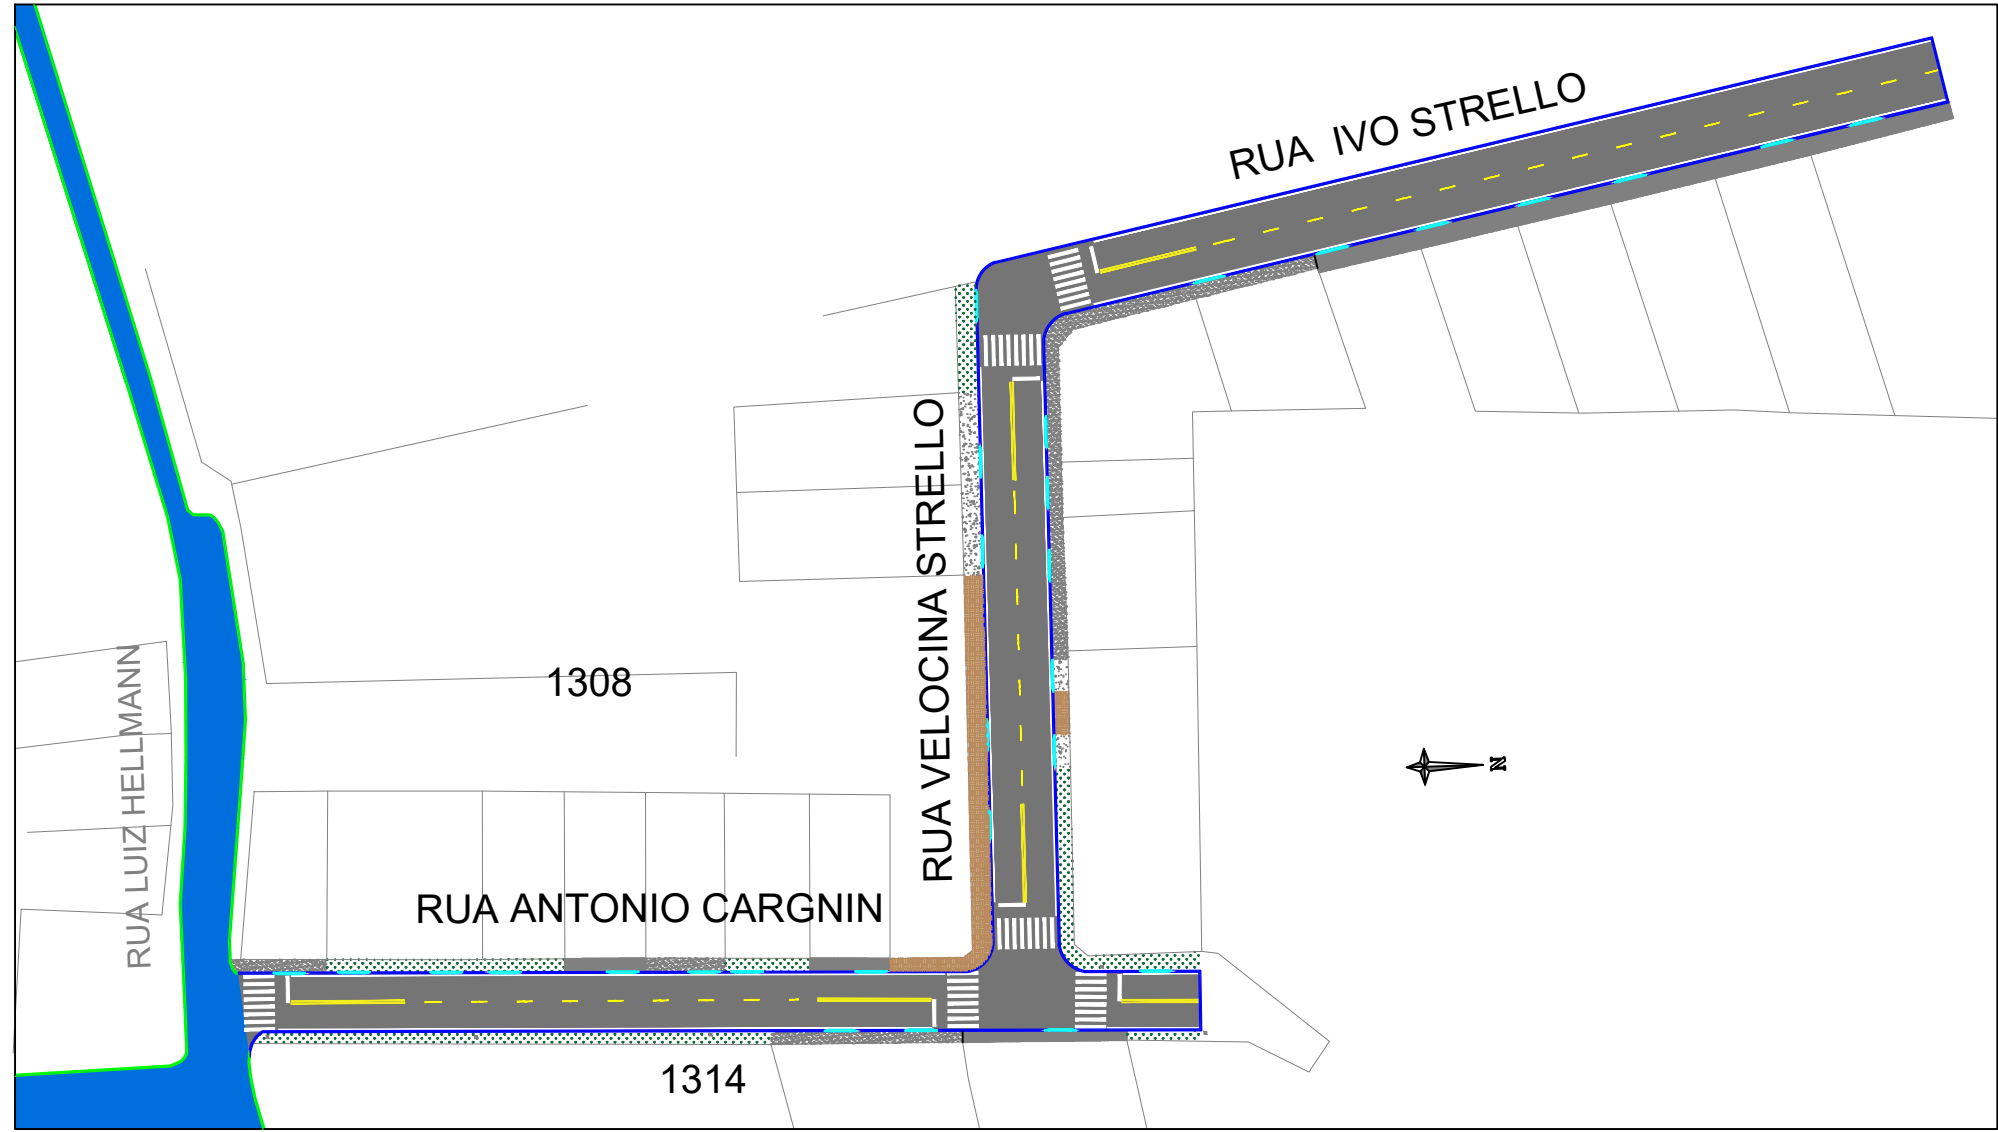 RUA IVO STRELLO
RUA VELOCINA STRELLO
1308
RUA LUIZ HELLMANN
N
RUA ANTONIO CARGNIN
1314